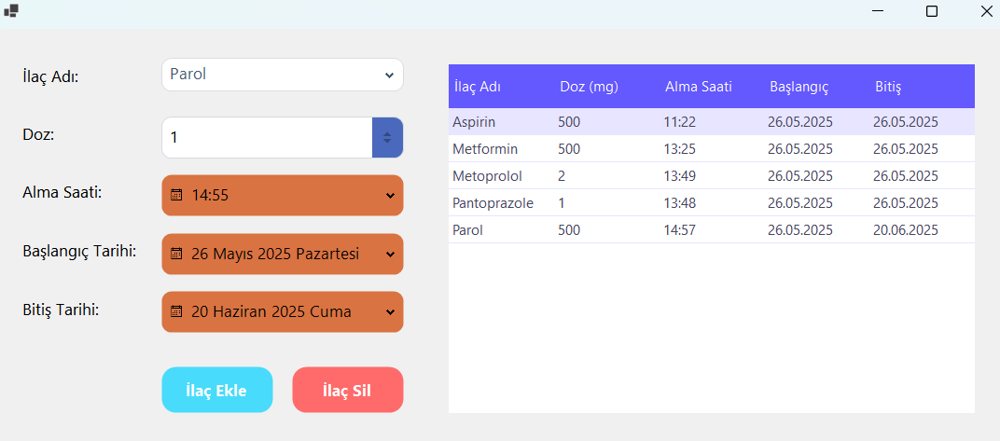 İlaç Adı: Parol
Doz: 1
Alma Saati: 14:55
Başlangıç Tarihi: 26 Mayıs 2025 Pazartesi
Bitiş Tarihi: 20 Haziran 2025 Cuma
İlaç Ekle İlaç Sil
İlaç Adı Doz (mg) Alma Saati Başlangıç Bitiş
Aspirin 500 11:22 26.05.2025 26.05.2025
Metformin 500 13:25 26.05.2025 26.05.2025
Metoprolol 2 13:49 26.05.2025 26.05.2025
Pantoprazole 1 13:48 26.05.2025 26.05.2025
Parol 500 14:57 26.05.2025 20.06.2025